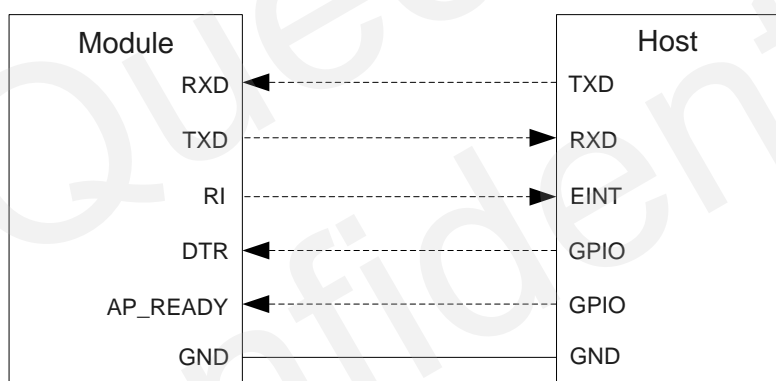 Module Host
RXD TXD
TXD RXD
RI EINT
DTR GPIO
AP_READY GPIO
GND GND